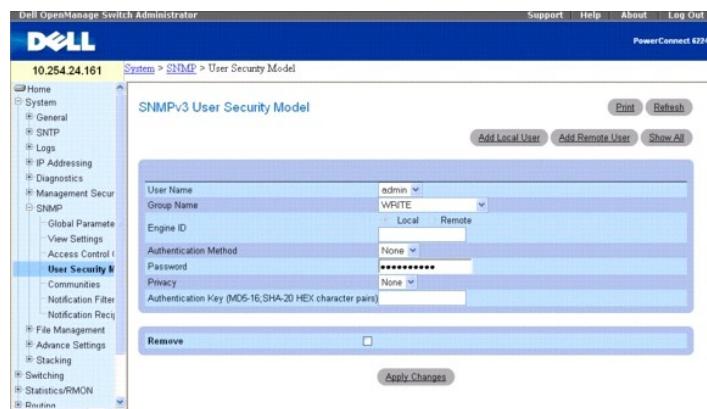 Dell OpenManage Switch Administrator
Support Help About Log Out
DELL
PowerConnect 6224
10.254.24.161
System > SNMP > User Security Model
Home
System
General
SNTP
Logs
IP Addressing
Diagnostics
Management Secur
SNMP
Global Paramete
View Settings
Access Control
User Security M
Communities
Notification Filter
Notification Recip
File Management
Advance Settings
Stacking
Switching
Statistics/RMON
Routing
SNMPv3 User Security Model
Print Refresh
Add Local User Add Remote User Show All
User Name admin
Group Name WRITE
Engine ID Local Remote
Authentication Method None
Password ••••••••••
Privacy None
Authentication Key (MD5-16;SHA-20 HEX character pairs)
Remove
Apply Changes